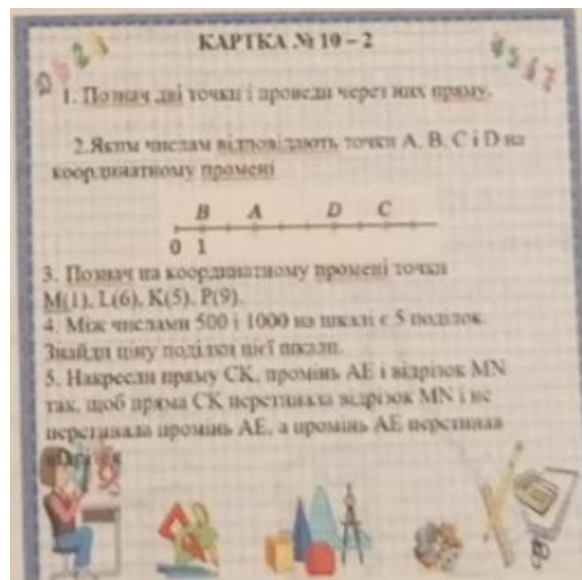 КАРТКА № 10 – 2
1. Познач дві точки і проведи через них пряму.
2.Яким числам відповідають точки А, В, С і D на
координатному промені
B A D C
0 1
3. Познач на координатному промені точки
М(1), L(6), К(5), Р(9).
4. Між числами 500 і 1000 на шкалі є 5 поділок.
Знайди ціну поділки цієї шкали.
5. Накресли пряму СК, промінь АЕ і відрізок MN
так, щоб пряма СК перетинала відрізок MN і не
перетинала промінь АЕ, а промінь АЕ перетинав